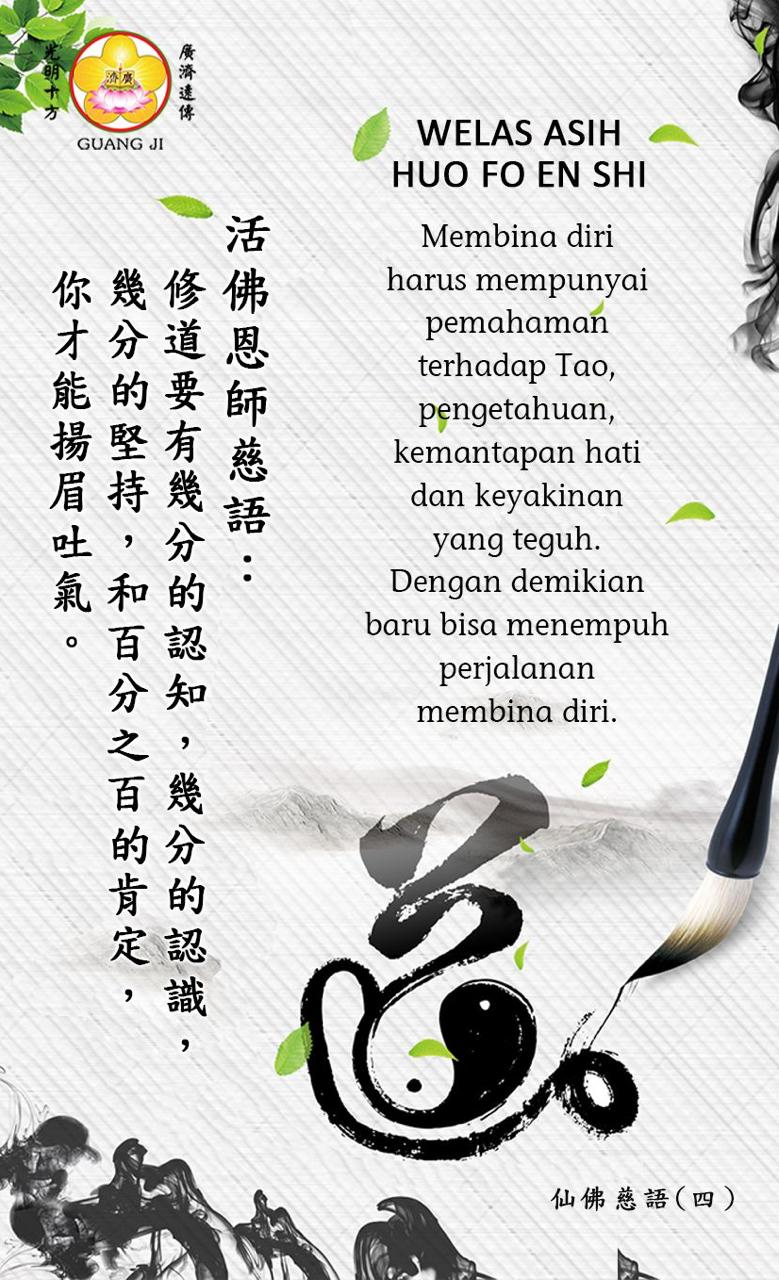 光明十方
濟廣
廣濟遠傳
GUANG JI
WELAS ASIH
HUO FO EN SHI
Membina diri
harus mempunyai
pemahaman
terhadap Tao,
pengetahuan,
kemantapan hati
dan keyakinan
yang teguh.
Dengan demikian
baru bisa menempuh
perjalanan
membina diri.
活佛恩師慈語：
修道要有幾分的認知，幾分的認識，
幾分的堅持，和百分之百的肯定，
你才能揚眉吐氣。
仙佛慈語(四)